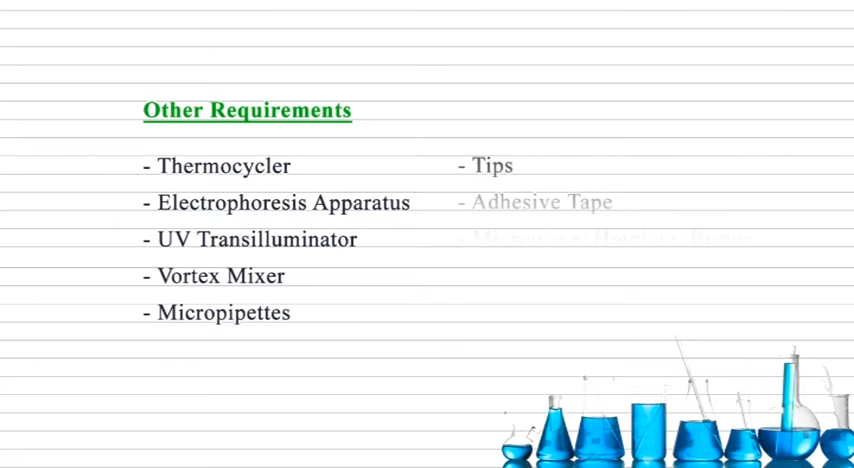 Other Requirements
- Thermocycler
- Electrophoresis Apparatus
- UV Transilluminator
- Vortex Mixer
- Micropipettes
- Tips
- Adhesive Tape